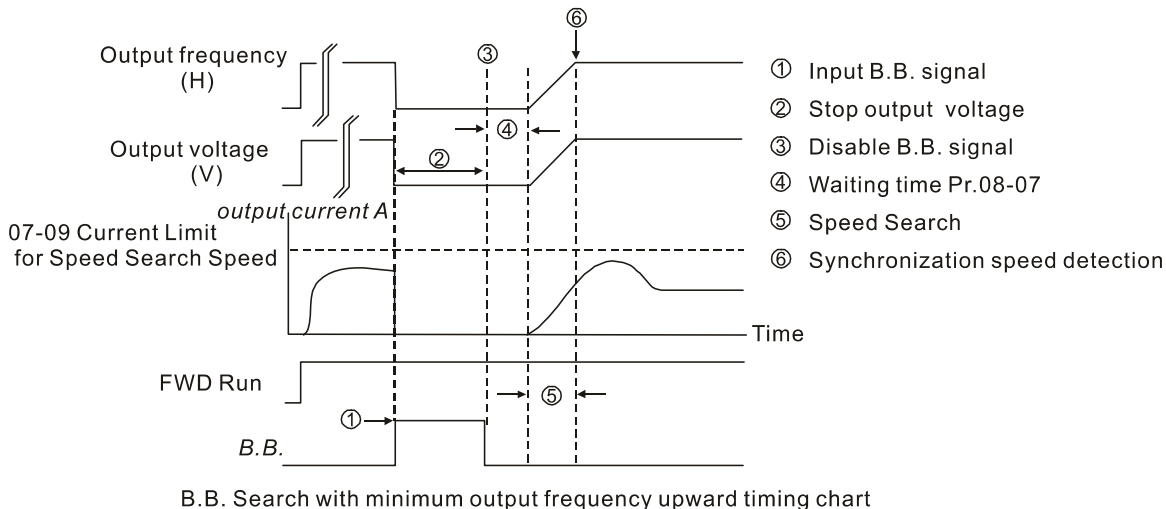 ⑥
Output frequency
(H)
③
④
Output voltage
(V)
②
output current A
07-09 Current Limit
for Speed Search Speed
Time
FWD Run
⑤
①
B.B.
① Input B.B. signal
② Stop output voltage
③ Disable B.B. signal
④ Waiting time Pr.08-07
⑤ Speed Search
⑥ Synchronization speed detection
B.B. Search with minimum output frequency upward timing chart